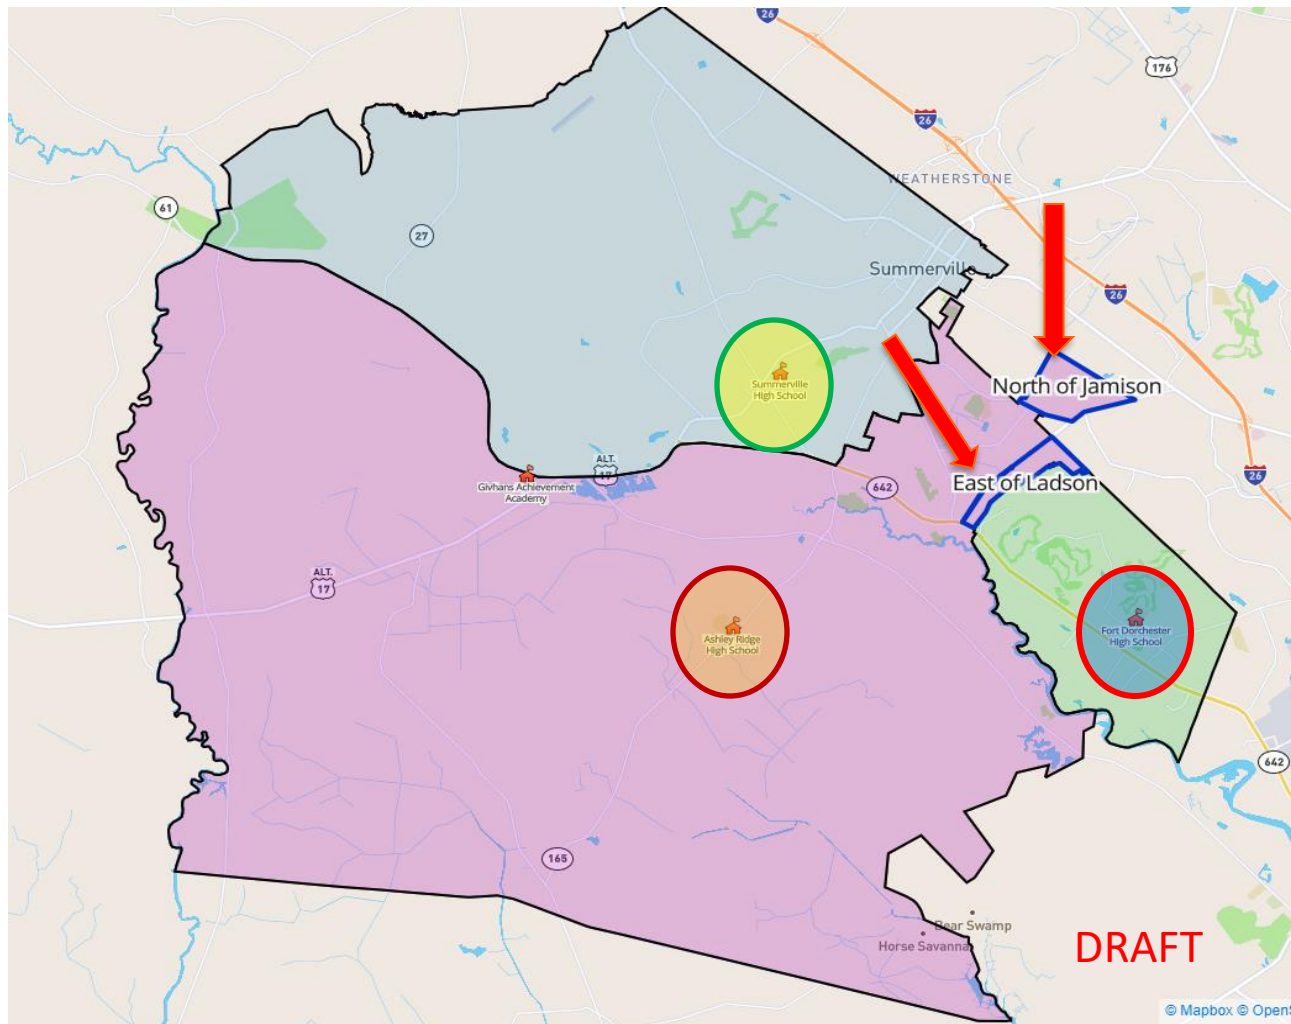 26
176
26
WEATHERSTONE
61
27
Summerville
26
Summerville
High School
North of Jamison
ALT.
17
Givhans Achievement
Academy
642
East of Ladson
26
ALT.
17
Ashley Ridge
High School
Fort Dorchester
High School
642
165
Bear Swamp
Horse Savanna
DRAFT
© Mapbox © OpenS